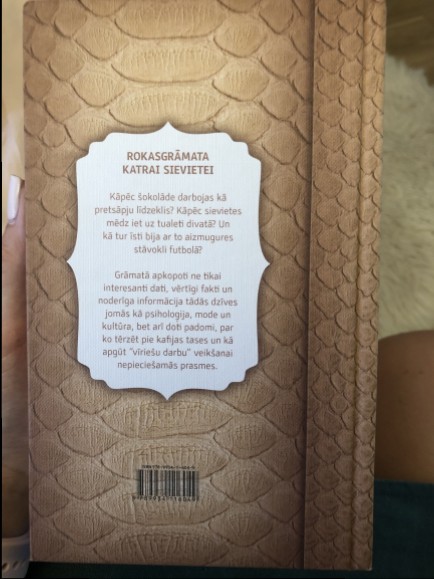 ROKASGRĀMATA
KATRAI SIEVIETEI
Kāpēc šokolāde darbojas kā
pretsāpju līdzeklis? Kāpēc sievietes
mēdz iet uz tualeti divatā? Un
kā tur īsti bija ar to aizmugures
stāvokli futbolā?
Grāmatā apkopoti ne tikai
interesanti dati, vērtīgi fakti un
noderīga informācija tādās dzīves
jomās kā psihologija, mode un
kultūra, bet arī doti padomi, par
ko tērzēt pie kafijas tases un kā
apgūt "vīriešu darbu" veikšanai
nepieciešamās prasmes.